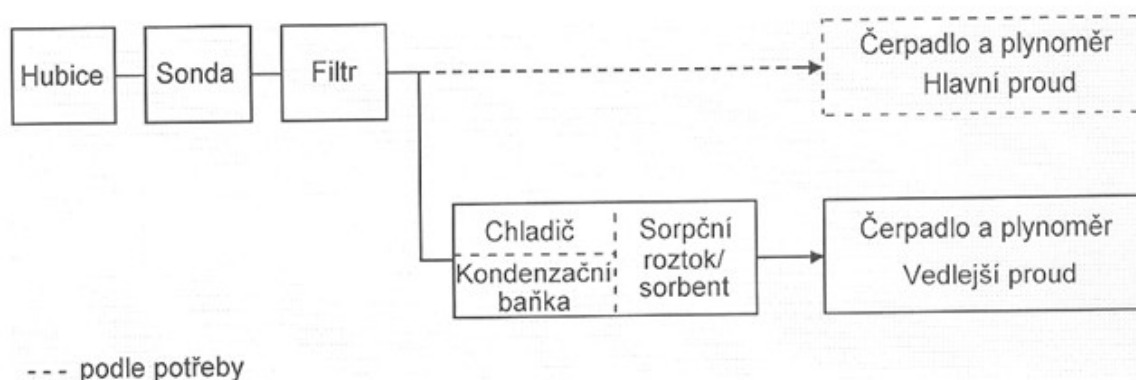 Hubice
Sonda
Filtr
Čerpadlo a plynoměr
Hlavní proud
Chladič
Kondenzační
baňka
Sorpční
roztok/
sorbent
Čerpadlo a plynoměr
Vedlejší proud
--- podle potřeby